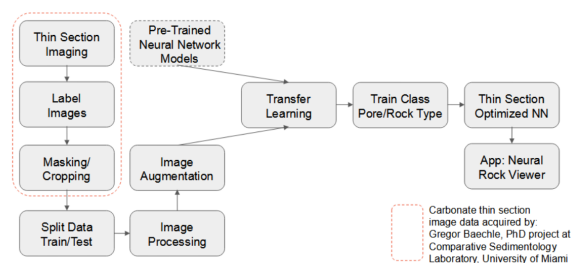 Thin Section
Imaging
Pre-Trained
Neural Network
Models
Label
Images
Transfer
Learning
Train Class
Pore/Rock Type
Thin Section
Optimized NN
Masking/
Cropping
Image
Augmentation
App: Neural
Rock Viewer
Split Data
Train/Test
Image
Processing
Carbonate thin section
image data acquired by:
Gregor Baechle, PhD project at
Comparative Sedimentology
Laboratory, University of Miami